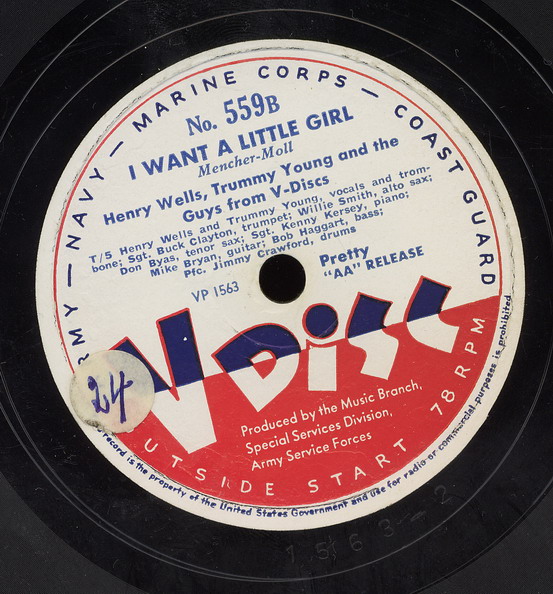 ARMY — NAVY — MARINE CORPS — COAST GUARD
No. 559B
I WANT A LITTLE GIRL
Mencher-Moll
Henry Wells, Trummy Young and the
Guys from V-Discs
T/5 Henry Wells and Trummy Young, vocals and trom-
bone; Sgt. Buck Clayton, trumpet; Willie Smith, alto sax;
Don Byas, tenor sax; Sgt. Kenny Kersey, piano;
Mike Bryan, guitar; Bob Haggart, bass;
Pfc. Jimmy Crawford, drums
VP 1563
Pretty
"AA" RELEASE
V DISC
24
Produced by the Music Branch,
Special Services Division,
Army Service Forces
OUTSIDE START 78 RPM
record is the property of the United States Government and use for radio or commercial purposes is prohibited
1563-2